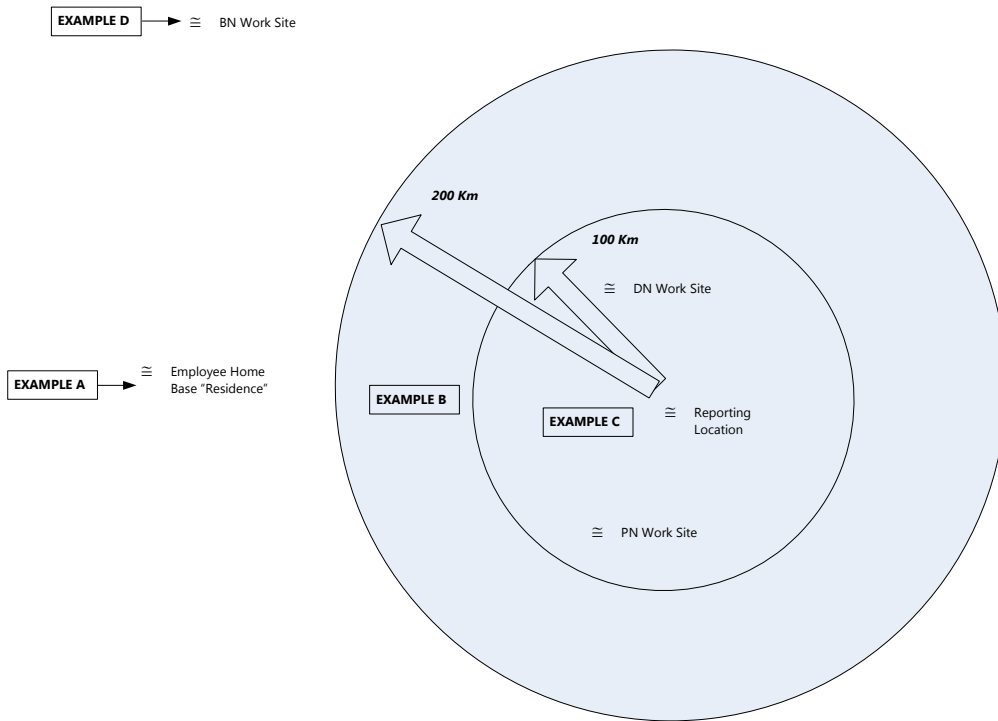 EXAMPLE D ≅ BN Work Site
200 Km
100 Km
≅ DN Work Site
EXAMPLE A
≅ Employee Home
Base “Residence”
EXAMPLE B
EXAMPLE C
≅ Reporting
Location
≅ PN Work Site